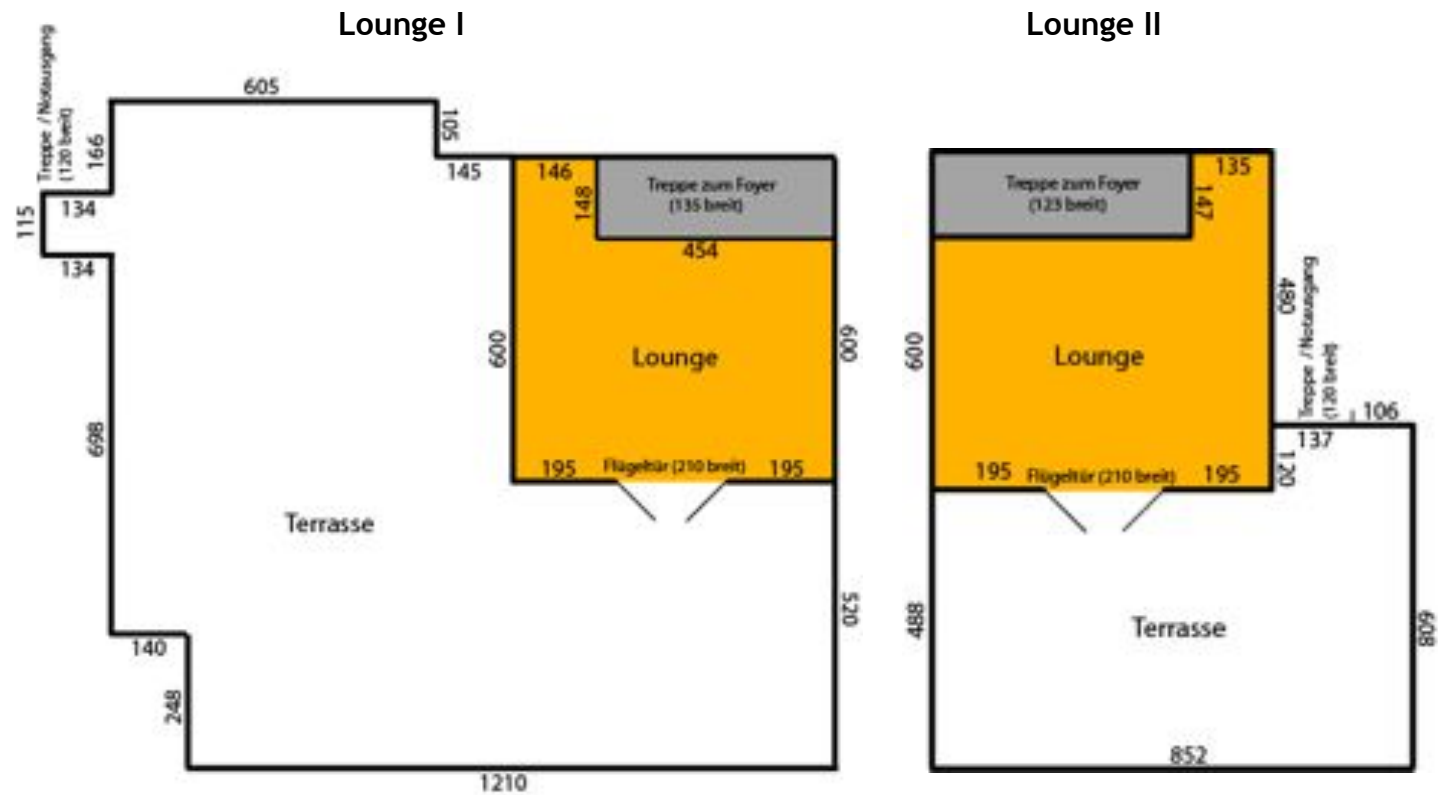 Lounge I
Lounge II
Treppe / Notausgang
(120 breit)
605
105
166
145
146
148
Treppe zum Foyer
(135 breit)
454
115
134
134
600
Lounge
600
698
195
Flügeltür (210 breit)
195
Terrasse
520
140
248
1210
Treppe zum Foyer
(123 breit)
135
147
480
Treppe / Notausgang
(120 breit)
600
Lounge
106
137
120
195
Flügeltür (210 breit)
195
488
Terrasse
608
852